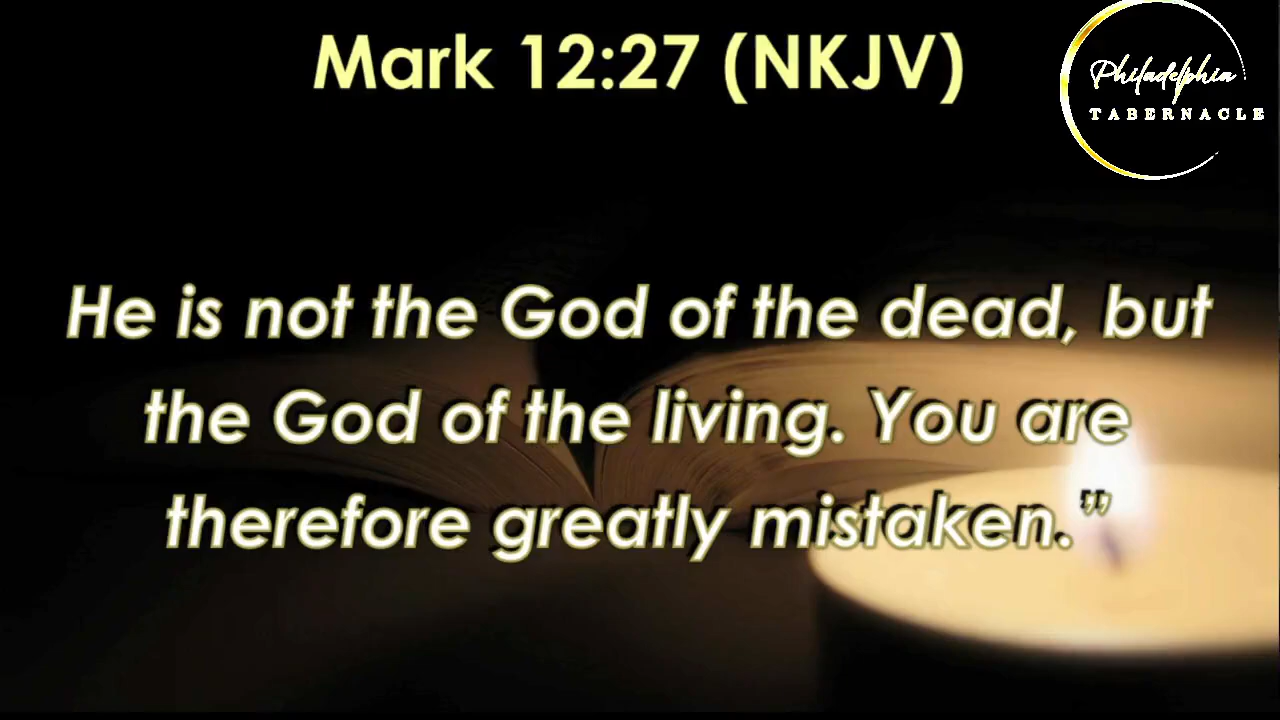 Mark 12:27 (NKJV)
Philadelphia
TABERNACLE
He is not the God of the dead, but
the God of the living. You are
therefore greatly mistaken.”